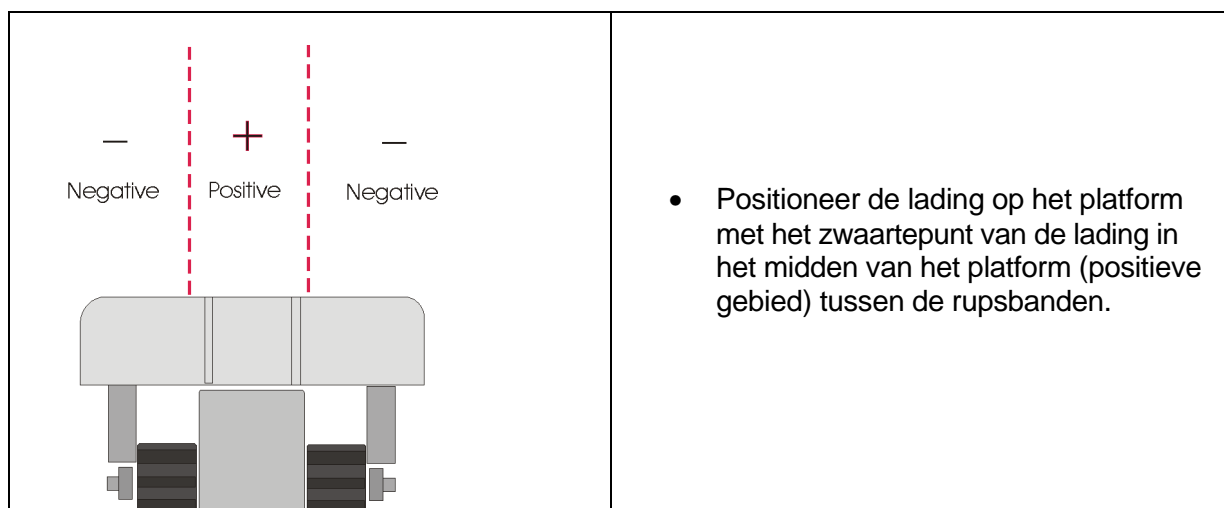 – + –
Negative Positive Negative
• Positioneer de lading op het platform
met het zwaartepunt van de lading in
het midden van het platform (positieve
gebied) tussen de rupsbanden.